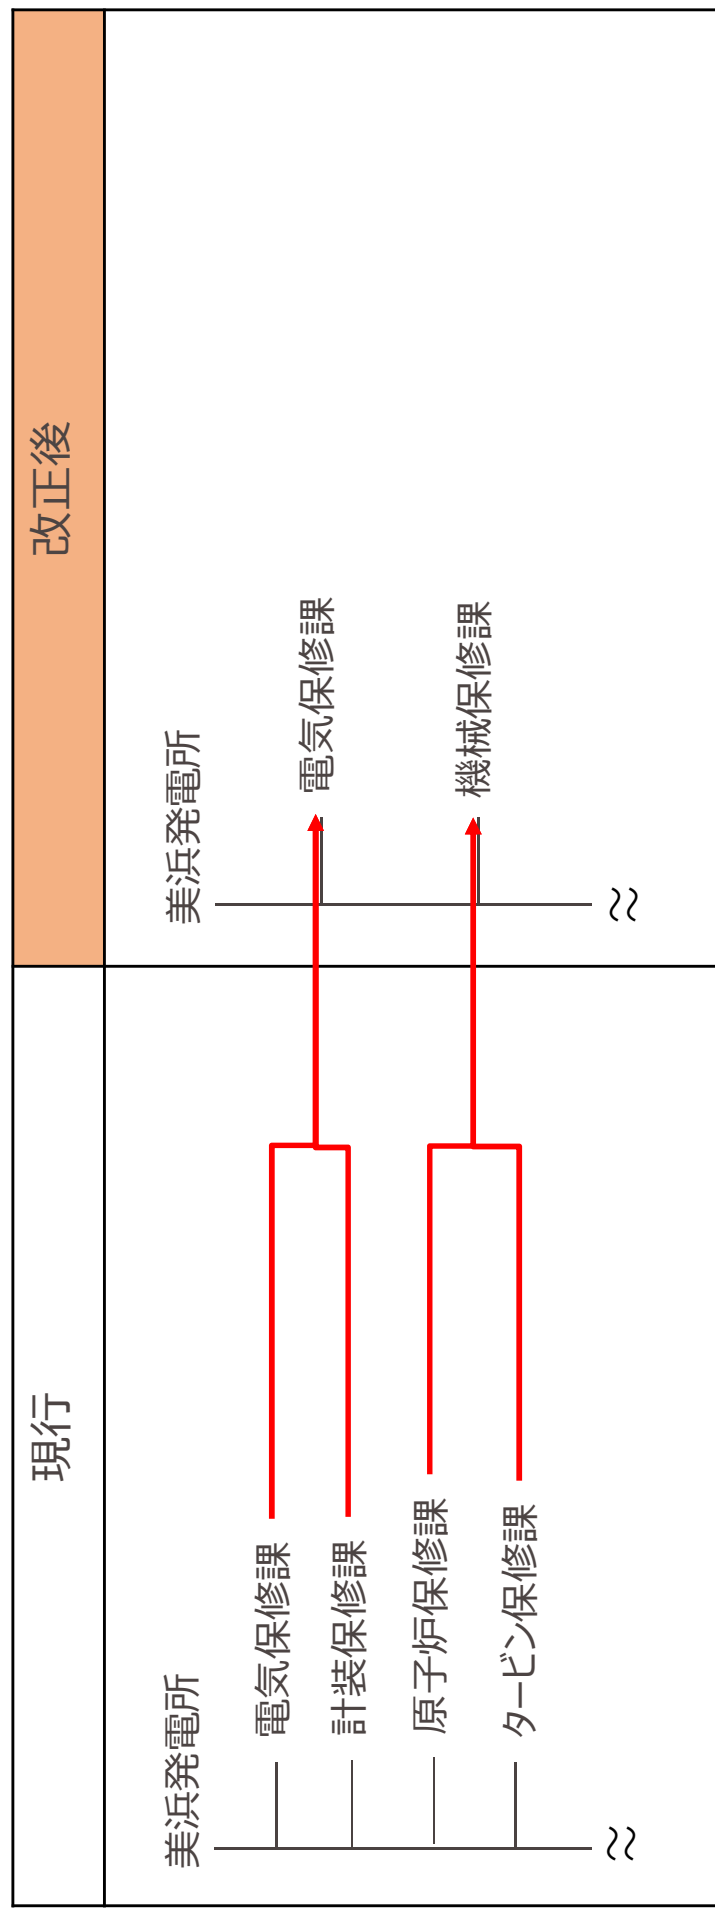 現行
改正後
美浜発電所
電気保修課
計装保修課
原子炉保修課
タービン保修課
美浜発電所
電気保修課
機械保修課